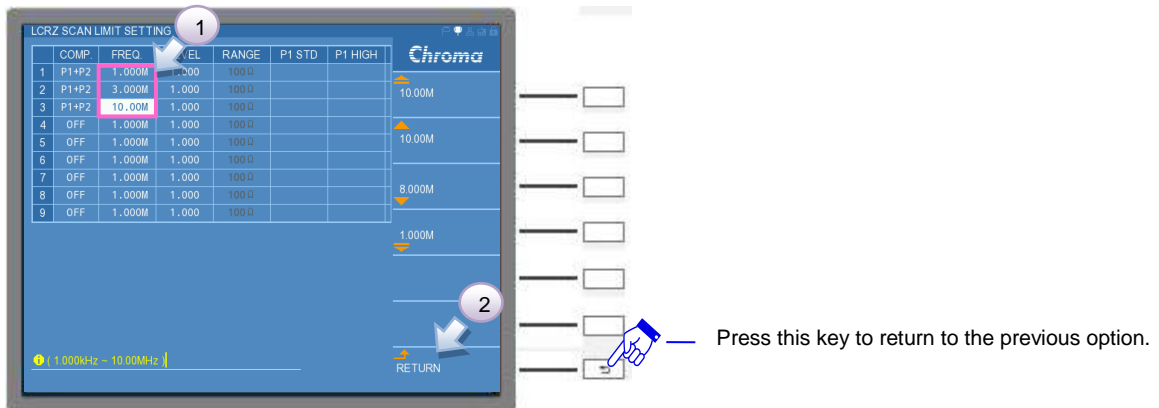 LCRZ SCAN LIMIT SETTING
1
Chroma
COMP. FREQ. RANGE P1 STD P1 HIGH
1 P1+P2 1.000M 100Ω
2 P1+P2 3.000M 1.000 100Ω
3 P1+P2 10.00M 1.000 100Ω
4 OFF 1.000M 1.000 100Ω
5 OFF 1.000M 1.000 100Ω
6 OFF 1.000M 1.000 100Ω
7 OFF 1.000M 1.000 100Ω
8 OFF 1.000M 1.000 100Ω
9 OFF 1.000M 1.000 100Ω
10.00M
10.00M
8.000M
1.000M
2
RETURN
( 1.000kHz ~ 10.00MHz )
Press this key to return to the previous option.